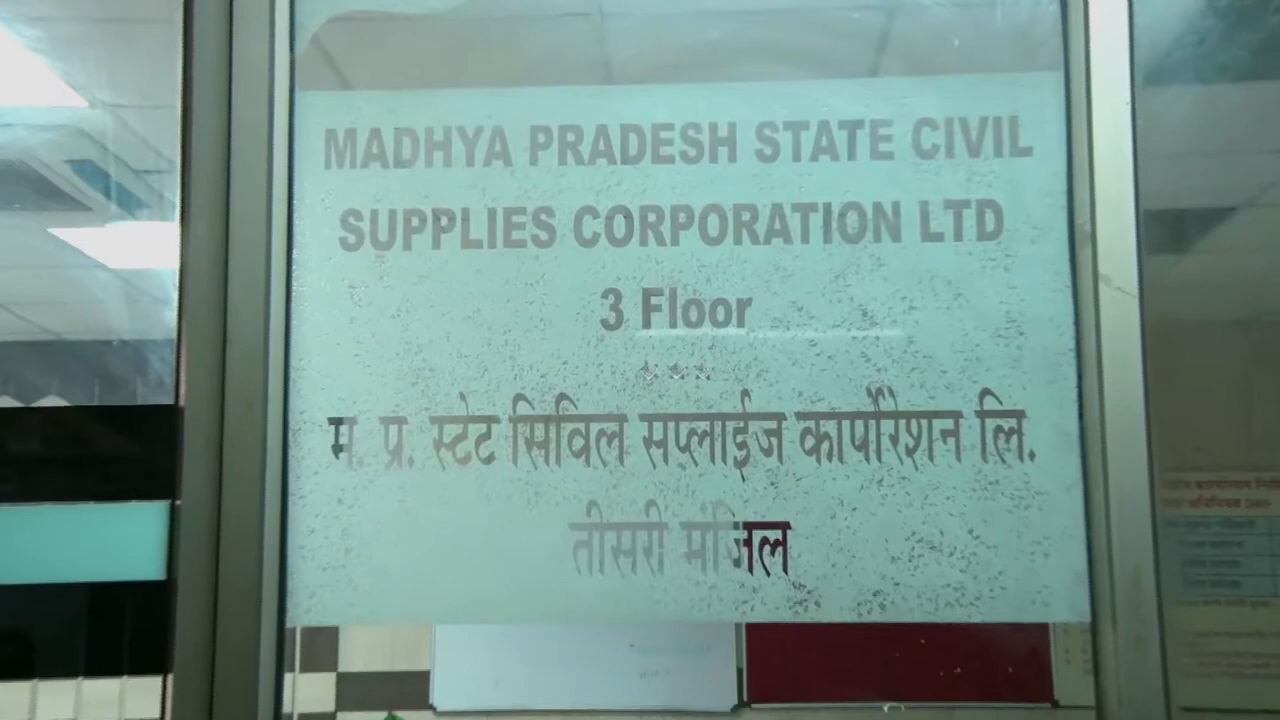 MADHYA PRADESH STATE CIVIL
SUPPLIES CORPORATION LTD
3 Floor
म. प्र. स्टेट सिविल सप्लाईज कार्पोरेशन लि.
तीसरी मंजिल